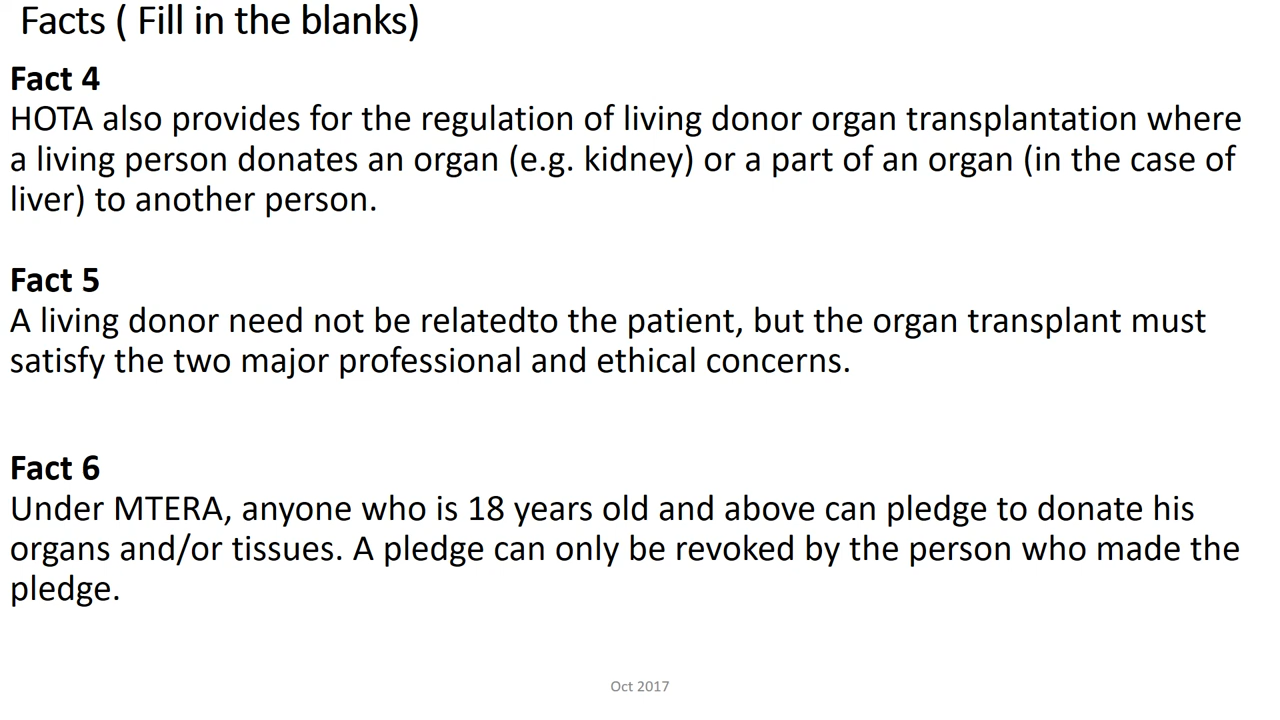 Facts ( Fill in the blanks)
Fact 4
HOTA also provides for the regulation of living donor organ transplantation where
a living person donates an organ (e.g. kidney) or a part of an organ (in the case of
liver) to another person.
Fact 5
A living donor need not be relatedto the patient, but the organ transplant must
satisfy the two major professional and ethical concerns.
Fact 6
Under MTERA, anyone who is 18 years old and above can pledge to donate his
organs and/or tissues. A pledge can only be revoked by the person who made the
pledge.
Oct 2017